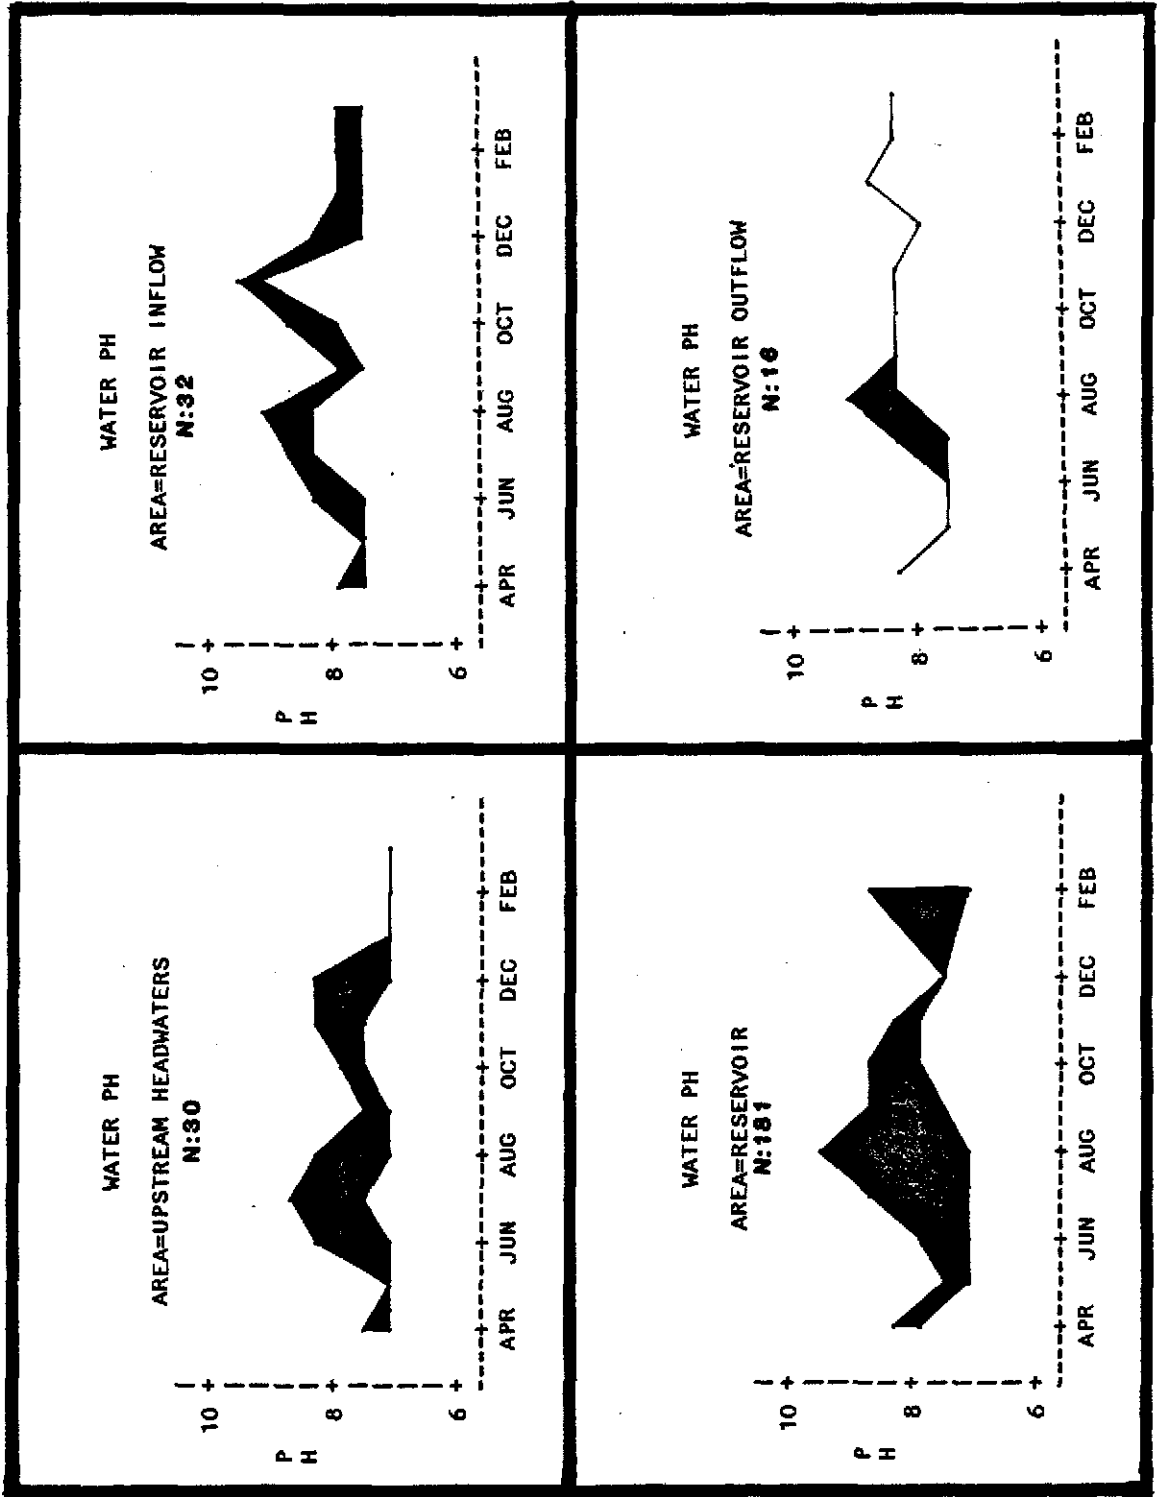 WATER PH
AREA=UPSTREAM HEADWATERS
N:30
10
P
H
8
6
APR JUN AUG OCT DEC FEB
WATER PH
AREA=RESERVOIR INFLOW
N:32
10
P
H
8
6
APR JUN AUG OCT DEC FEB
WATER PH
AREA=RESERVOIR
N:181
10
P
H
8
6
APR JUN AUG OCT DEC FEB
WATER PH
AREA=RESERVOIR OUTFLOW
N:16
10
P
H
8
6
APR JUN AUG OCT DEC FEB